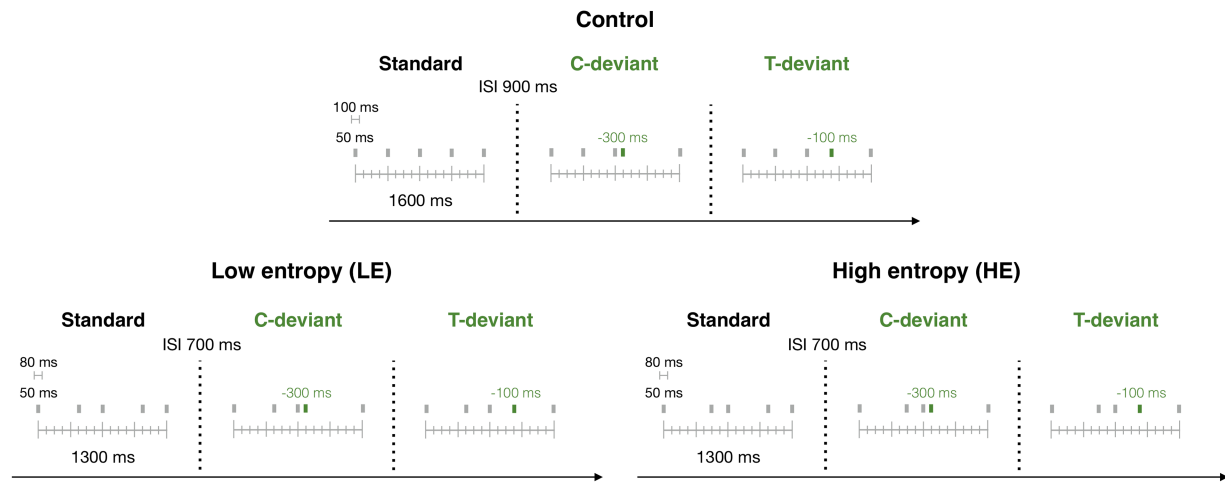 Control
Standard C-deviant T-deviant
ISI 900 ms
100 ms
50 ms -300 ms -100 ms
1600 ms
Low entropy (LE)
Standard C-deviant T-deviant
ISI 700 ms
80 ms
50 ms -300 ms -100 ms
1300 ms
High entropy (HE)
Standard C-deviant T-deviant
ISI 700 ms
80 ms
50 ms -300 ms -100 ms
1300 ms